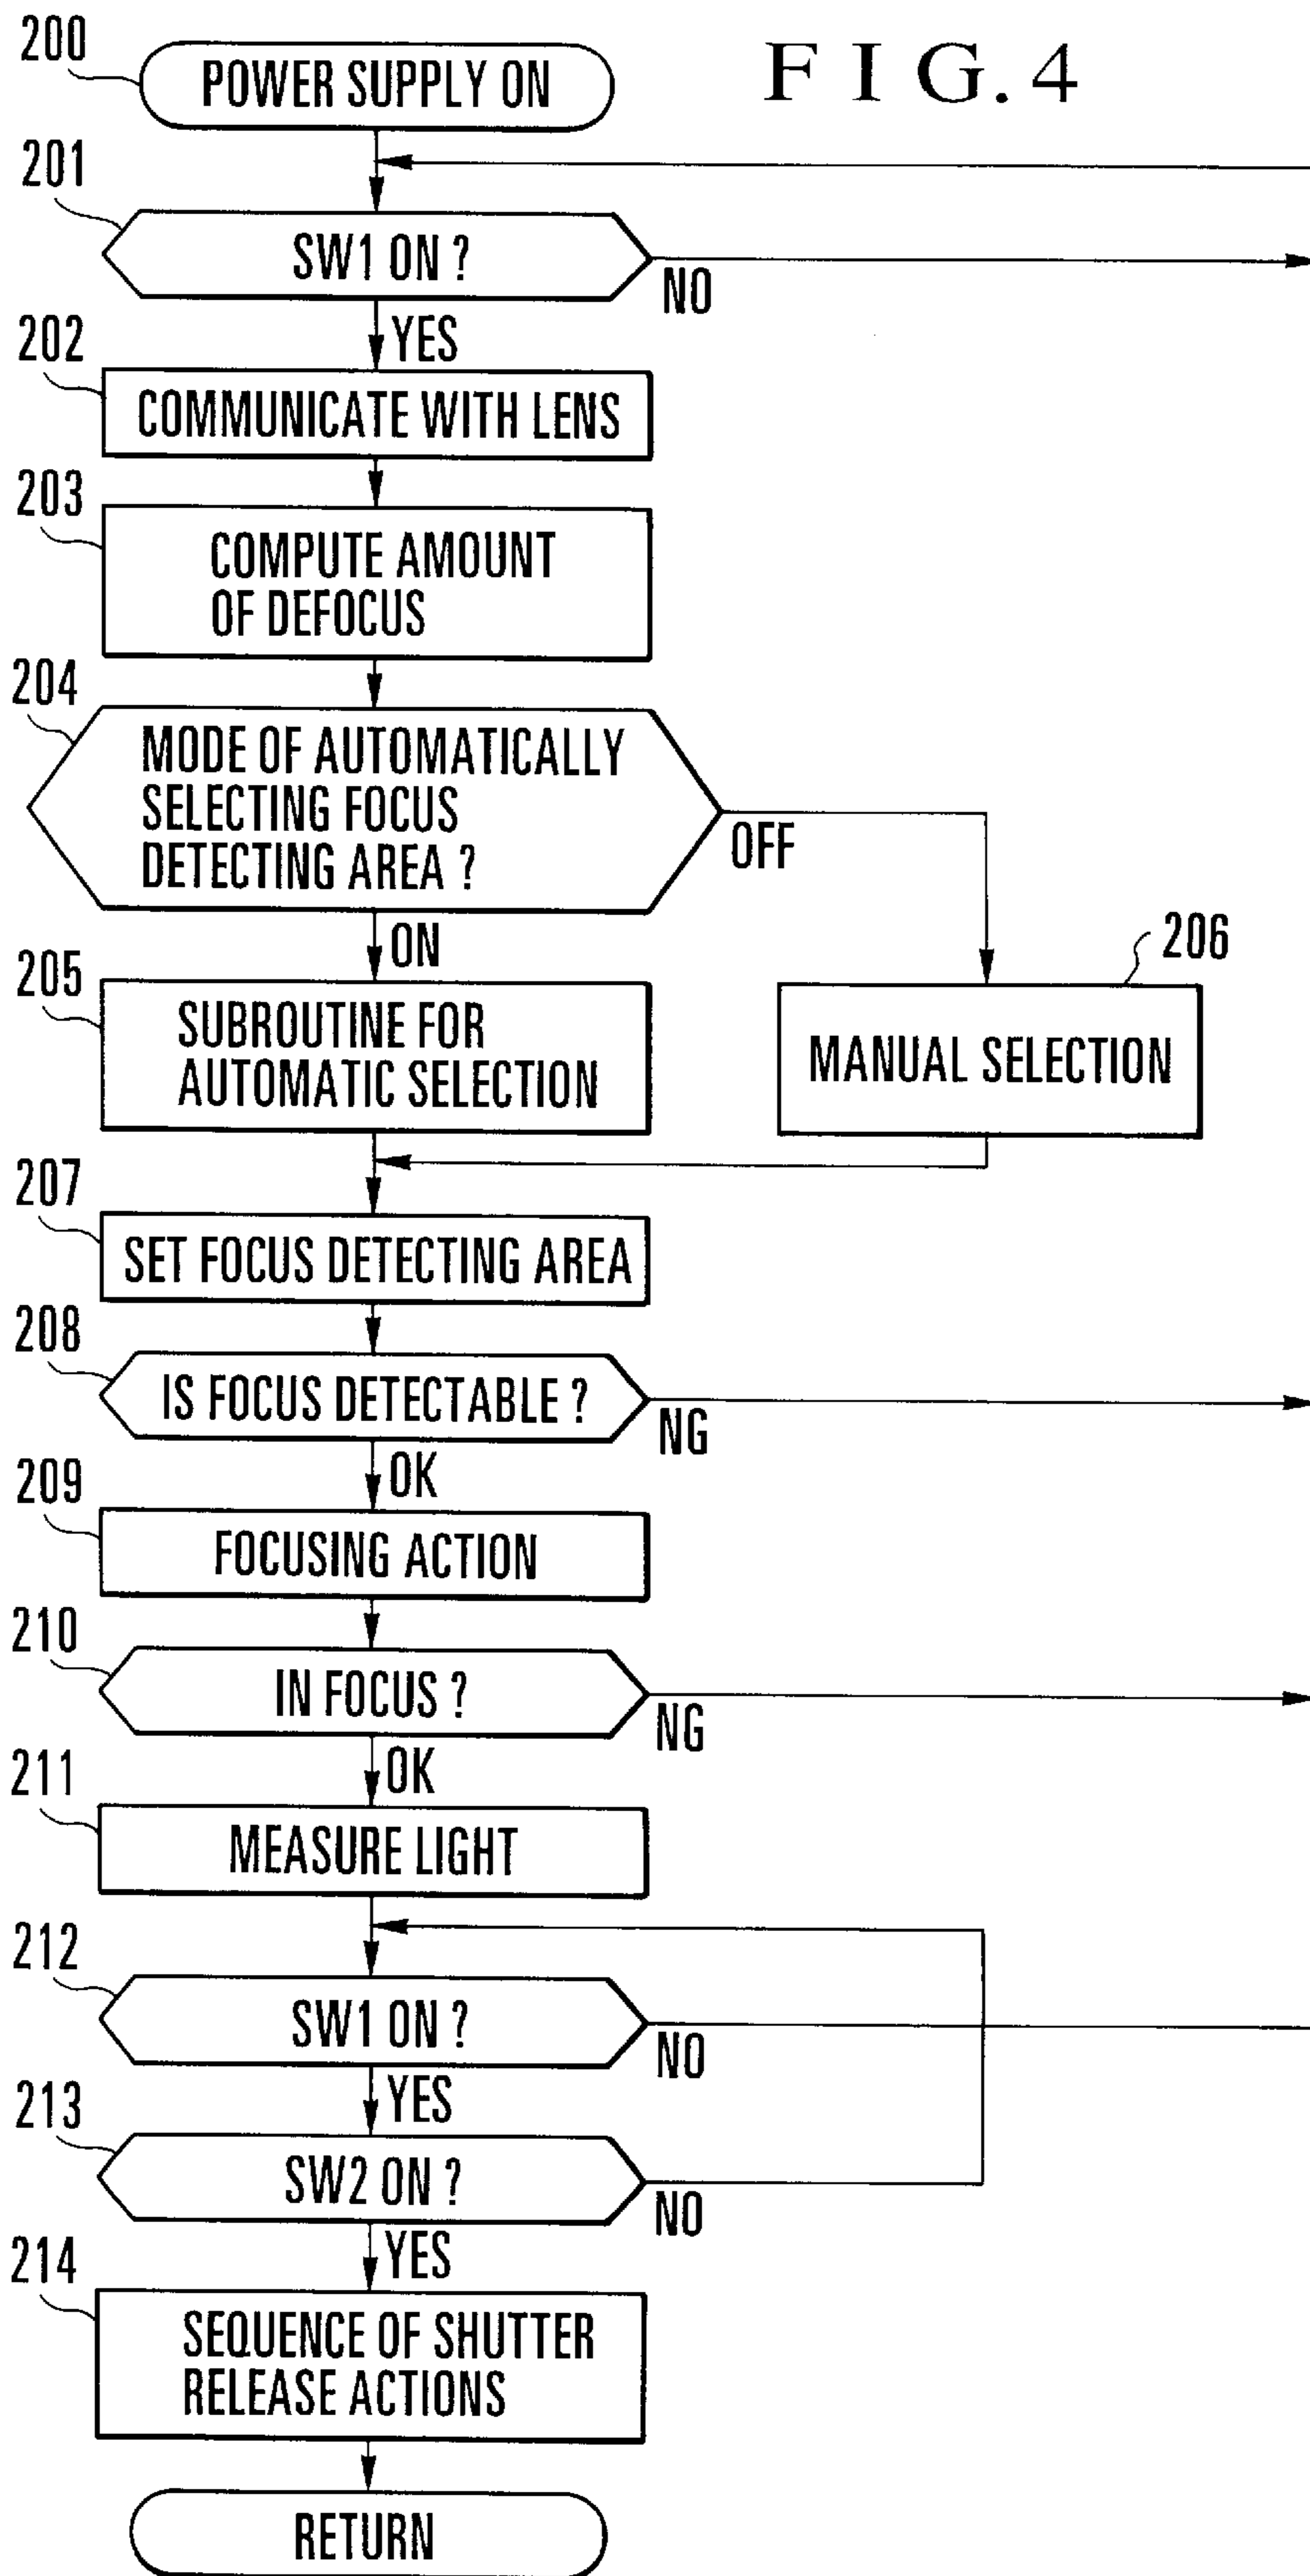 FIG.4
200
POWER SUPPLY ON
201
SW1 ON ?
NO
YES
202
COMMUNICATE WITH LENS
203
COMPUTE AMOUNT
OF DEFOCUS
204
MODE OF AUTOMATICALLY
SELECTING FOCUS
DETECTING AREA ?
OFF
ON
205
SUBROUTINE FOR
AUTOMATIC SELECTION
206
MANUAL SELECTION
207
SET FOCUS DETECTING AREA
208
IS FOCUS DETECTABLE ?
NG
OK
209
FOCUSING ACTION
210
IN FOCUS ?
NG
OK
211
MEASURE LIGHT
212
SW1 ON ?
NO
YES
213
SW2 ON ?
NO
YES
214
SEQUENCE OF SHUTTER
RELEASE ACTIONS
RETURN